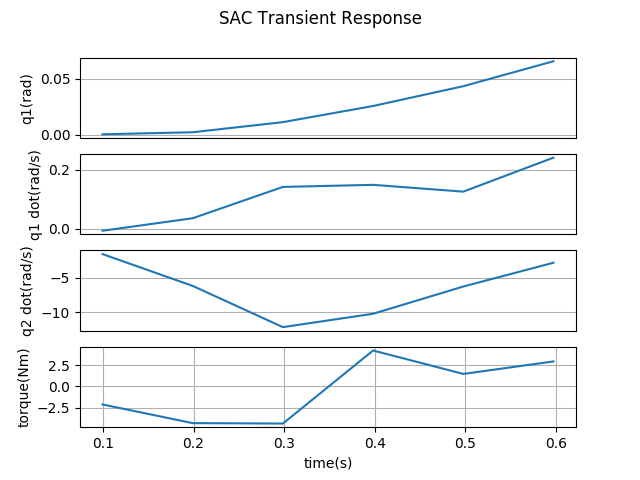 SAC Transient Response
q1(rad)
0.05
0.00
q1 dot(rad/s)
0.2
0.0
q2 dot(rad/s)
−5
−10
torque(Nm)
2.5
0.0
−2.5
0.1 0.2 0.3 0.4 0.5 0.6
time(s)